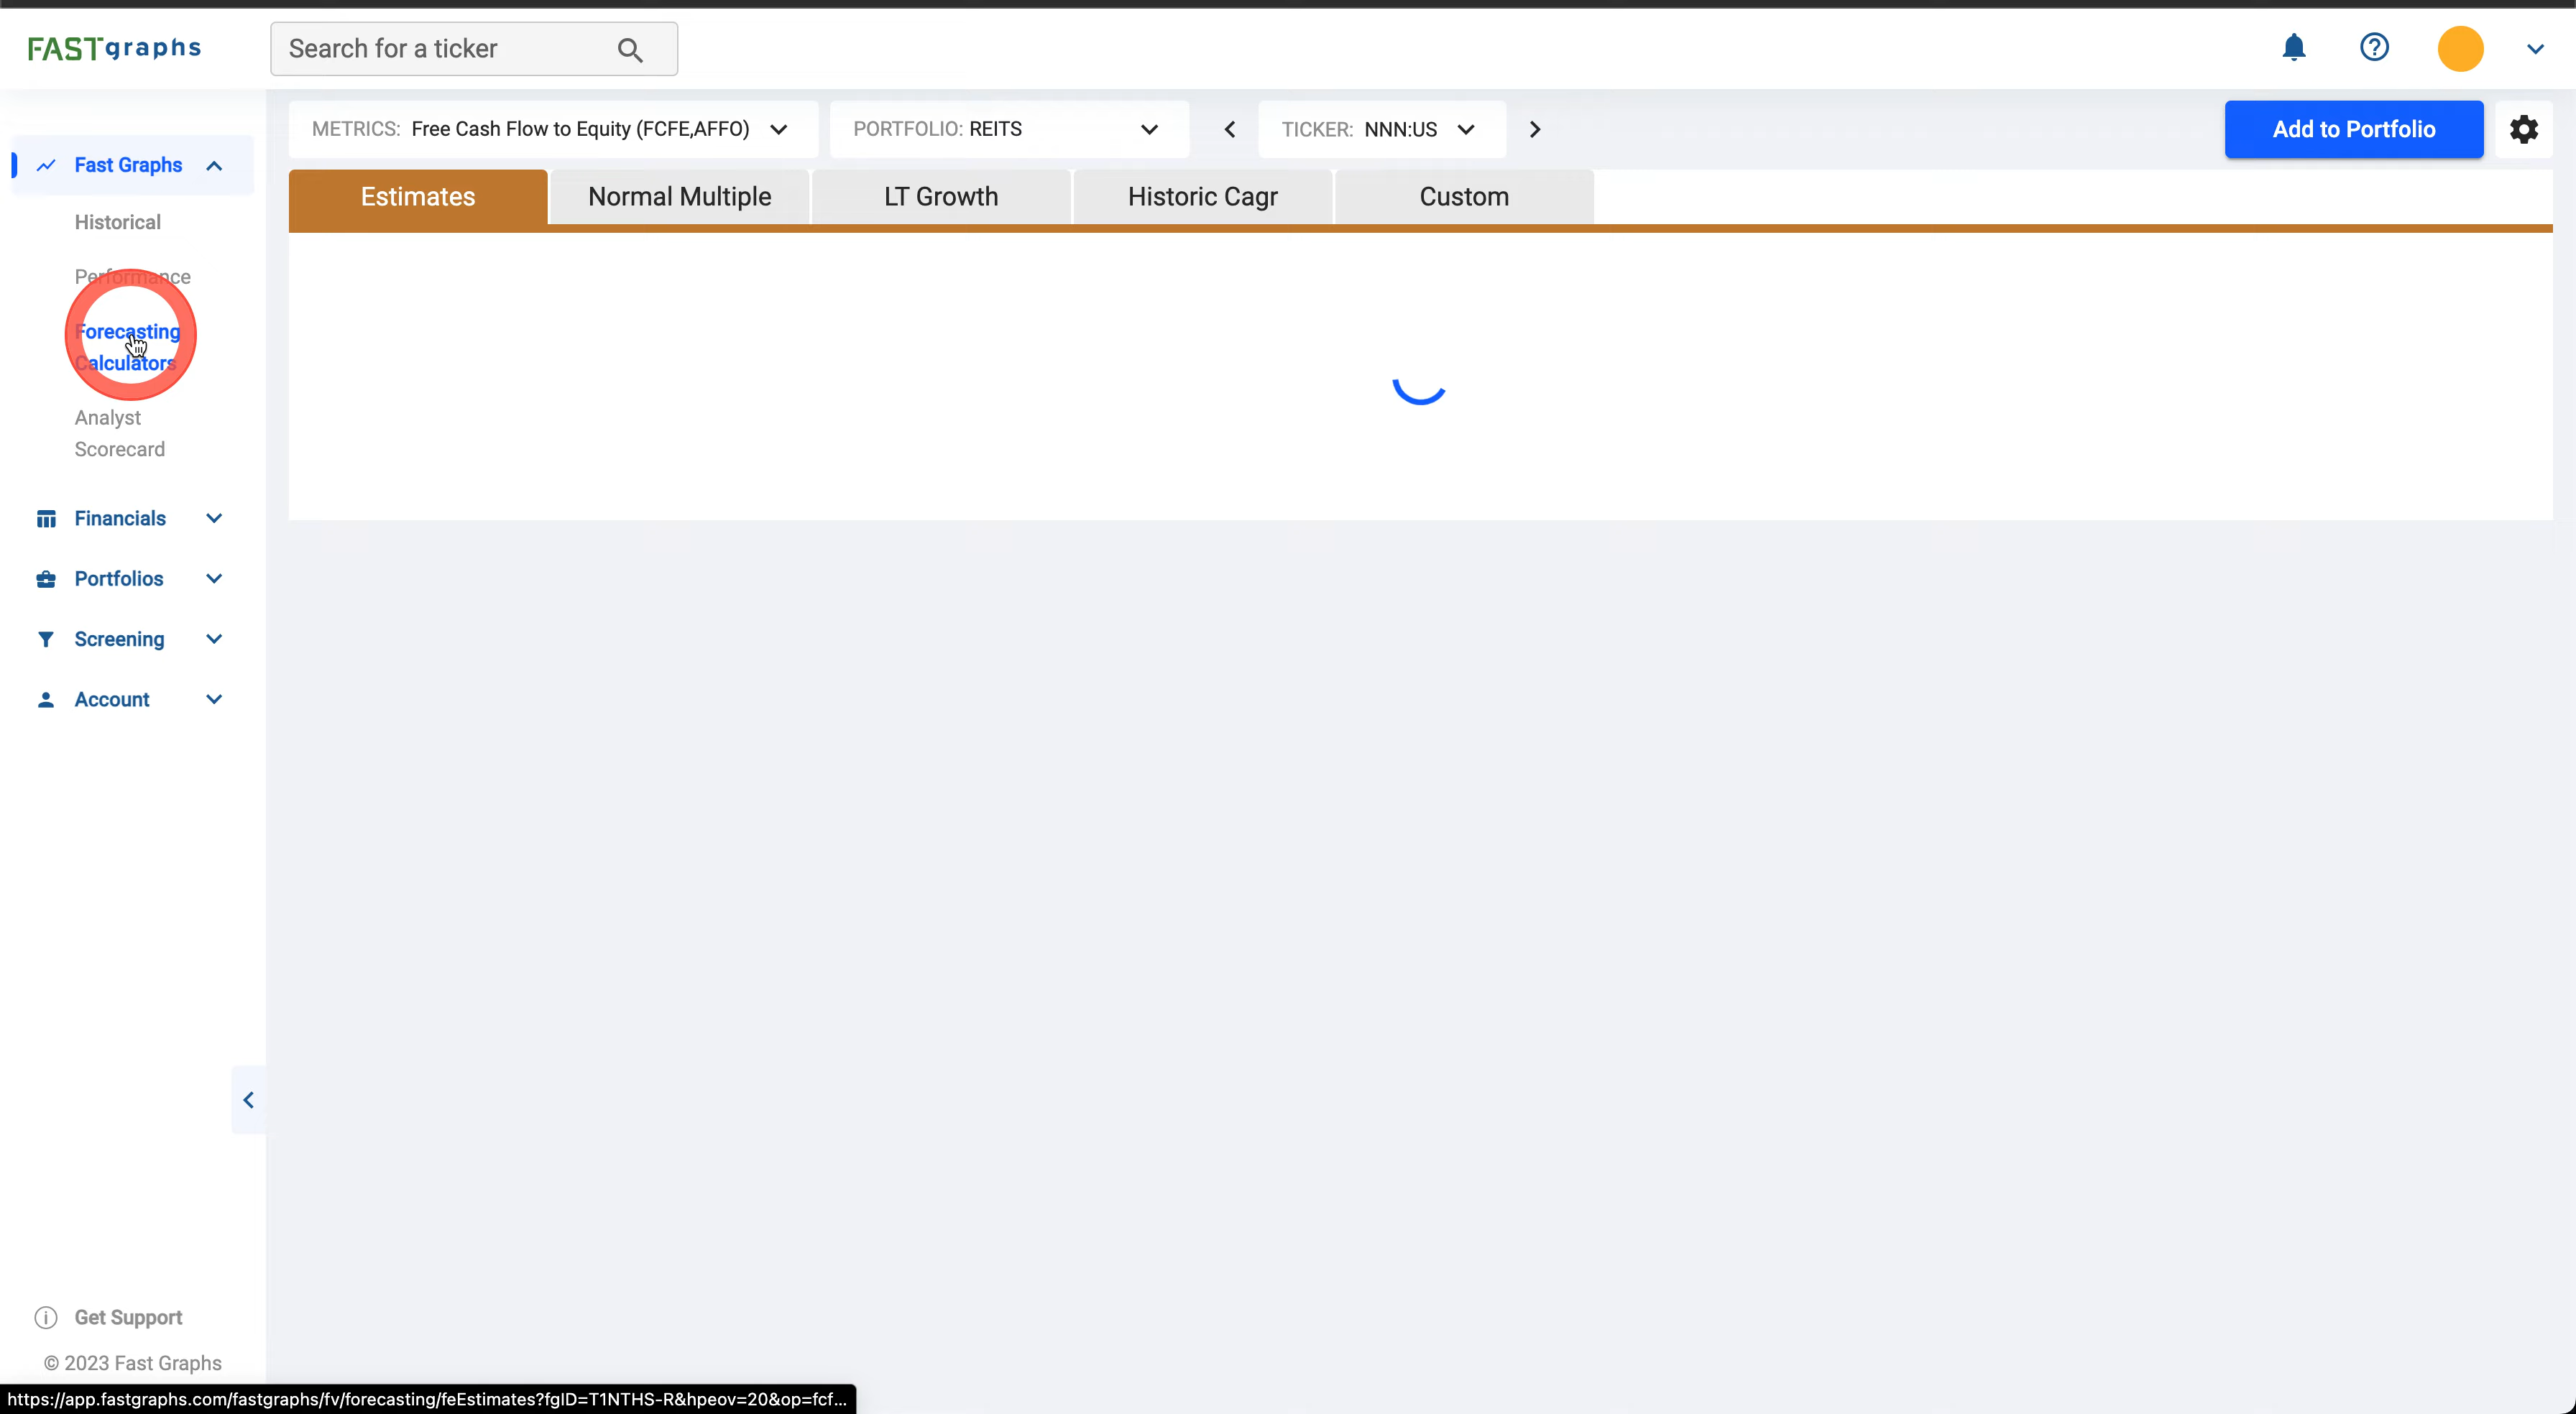 FASTgraphs
Search for a ticker
METRICS: Free Cash Flow to Equity (FCFE,AFFO)
PORTFOLIO: REITS
TICKER: NNN:US
Add to Portfolio
Estimates
Normal Multiple
LT Growth
Historic Cagr
Custom
Fast Graphs
Historical
Performance
Forecasting
Calculators
Analyst
Scorecard
Financials
Portfolios
Screening
Account
Get Support
© 2023 Fast Graphs
https://app.fastgraphs.com/fastgraphs/fv/forecasting/feEstimates?fgID=T1NTHS-R&hpeov=20&op=fcf...